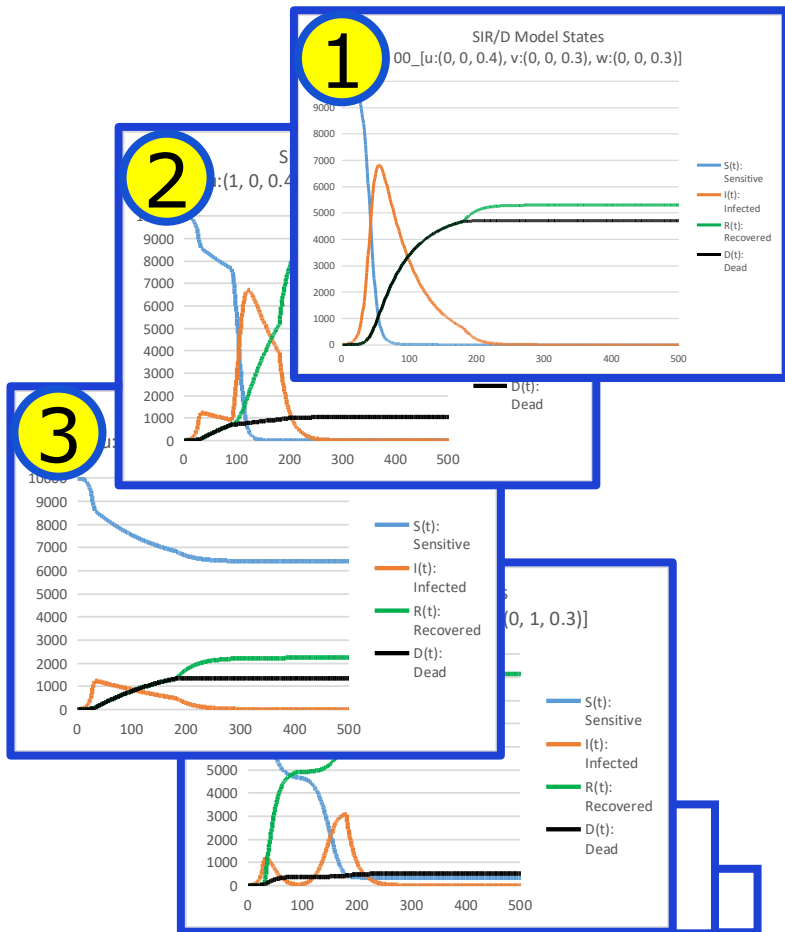 1
SIR/D Model States
00_[u:(0, 0, 0.4), v:(0, 0, 0.3), w:(0, 0, 0.3)]
9000
8000
7000
6000
5000
4000
3000
2000
1000
0
0 100 200 300 400 500
S(t):
Sensitive
I(t):
Infected
R(t):
Recovered
D(t):
Dead
2
S
u:(1, 0, 0.4
9000
8000
7000
6000
5000
4000
3000
2000
1000
0
0 100 200 300 400 500
D(t):
Dead
3
u:
10000
9000
8000
7000
6000
5000
4000
3000
2000
1000
0
0 100 200 300 400 500
S(t):
Sensitive
I(t):
Infected
R(t):
Recovered
D(t):
Dead
s
(0, 1, 0.3)]
5000
4000
3000
2000
1000
0
0 100 200 300 400 500
S(t):
Sensitive
I(t):
Infected
R(t):
Recovered
D(t):
Dead